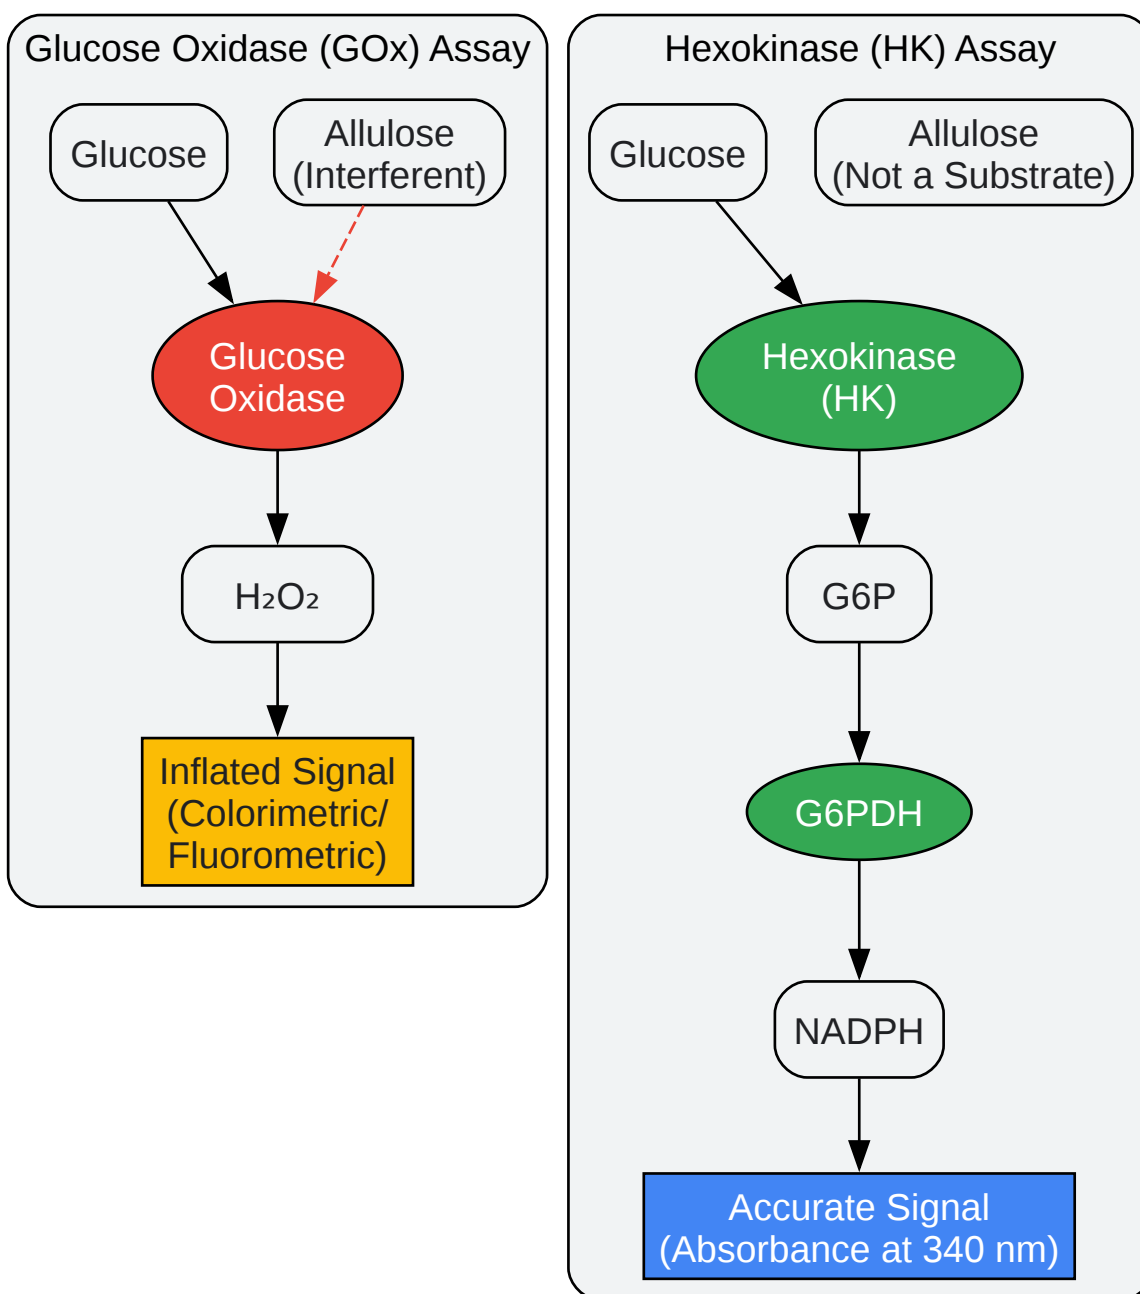 Glucose Oxidase (GOx) Assay
Glucose
Allulose
(Interferent)
Glucose
Oxidase
H₂O₂
Inflated Signal
(Colorimetric/
Fluorometric)
Hexokinase (HK) Assay
Glucose
Allulose
(Not a Substrate)
Hexokinase
(HK)
G6P
G6PDH
NADPH
Accurate Signal
(Absorbance at 340 nm)